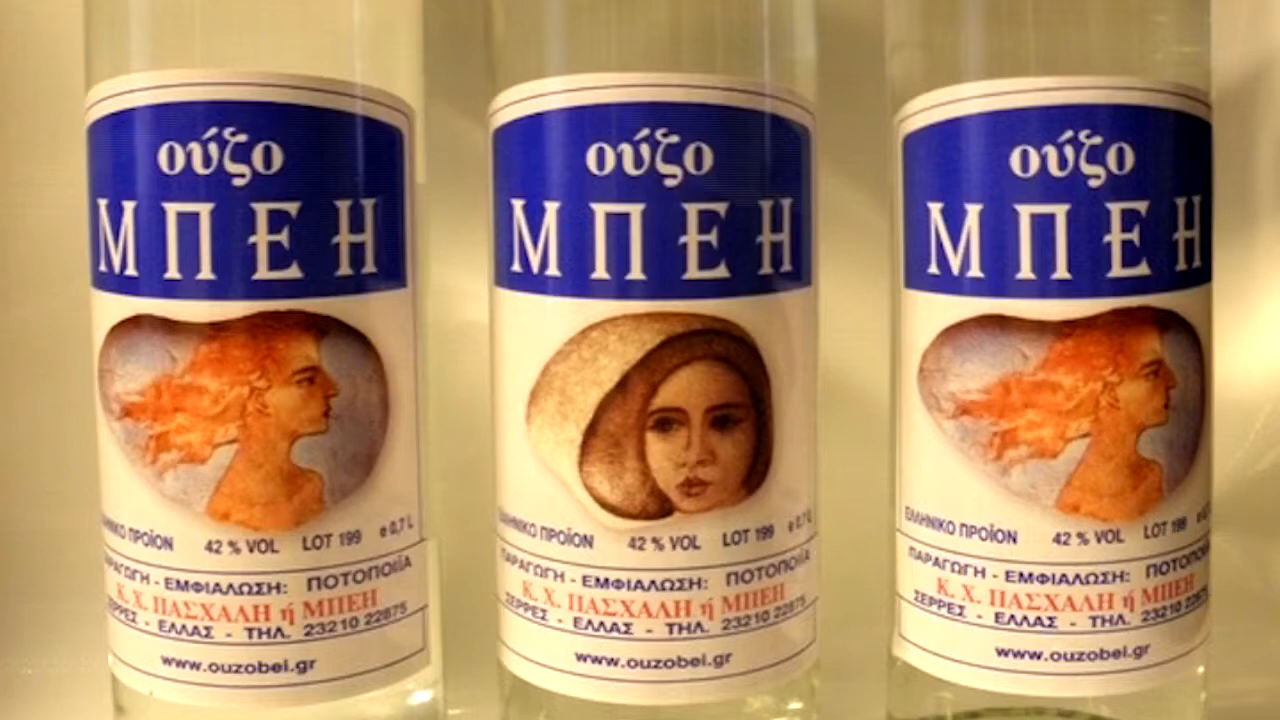 ούζο
ΜΠΕΗ
ΠΡΟΪΟΝ 42 % VOL LOT 199 e 0,7 L
ΠΑΡΑΓΩΓΗ - ΕΜΦΙΑΛΩΣΗ: ΠΟΤΟΠΟΙΪΑ
Κ. Χ. ΠΑΣΧΑΛΗ ή ΜΠΕΗ
ΣΕΡΡΕΣ - ΕΛΛΑΣ - ΤΗΛ. 23210 22875
www.ouzobei.gr
ούζο
ΜΠΕΗ
ΠΡΟΪΟΝ 42 % VOL LOT 199 e 0,7 L
ΠΑΡΑΓΩΓΗ - ΕΜΦΙΑΛΩΣΗ: ΠΟΤΟΠΟΙΪΑ
Κ. Χ. ΠΑΣΧΑΛΗ ή ΜΠΕΗ
ΣΕΡΡΕΣ - ΕΛΛΑΣ - ΤΗΛ. 23210 22875
www.ouzobei.gr
ούζο
ΜΠΕΗ
ΕΛΛΗΝΙΚΟ ΠΡΟΪΟΝ 42 % VOL LOT 199
ΠΑΡΑΓΩΓΗ - ΕΜΦΙΑΛΩΣΗ: ΠΟΤΟΠΟΙΪΑ
Κ. Χ. ΠΑΣΧΑΛΗ ή ΜΠΕΗ
ΣΕΡΡΕΣ - ΕΛΛΑΣ - ΤΗΛ. 23210 22875
www.ouzobei.gr